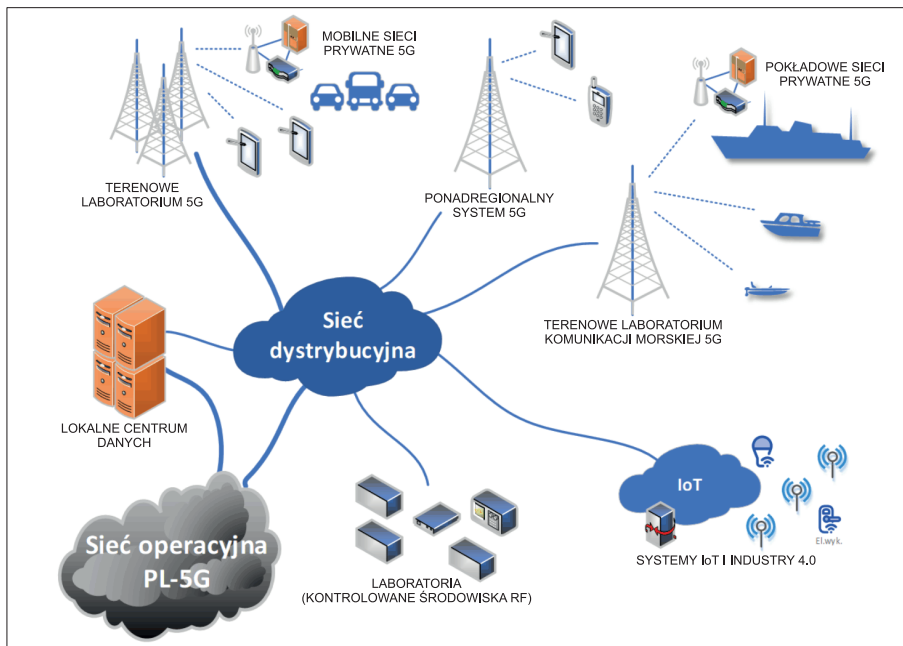 MOBILNE SIECI
PRYWATNE 5G
POKŁADOWE SIECI
PRYWATNE 5G
TERENOWE
LABORATORIUM 5G
PONADREGIONALNY
SYSTEM 5G
TERENOWE LABORATORIUM
KOMUNIKACJI MORSKIEJ 5G
Sieć
dystrybucyjna
LOKALNE CENTRUM
DANYCH
IoT
El.wyk.
SYSTEMY IoT I INDUSTRY 4.0
Sieć operacyjna
PL-5G
LABORATORIA
(KONTROLOWANE ŚRODOWISKA RF)